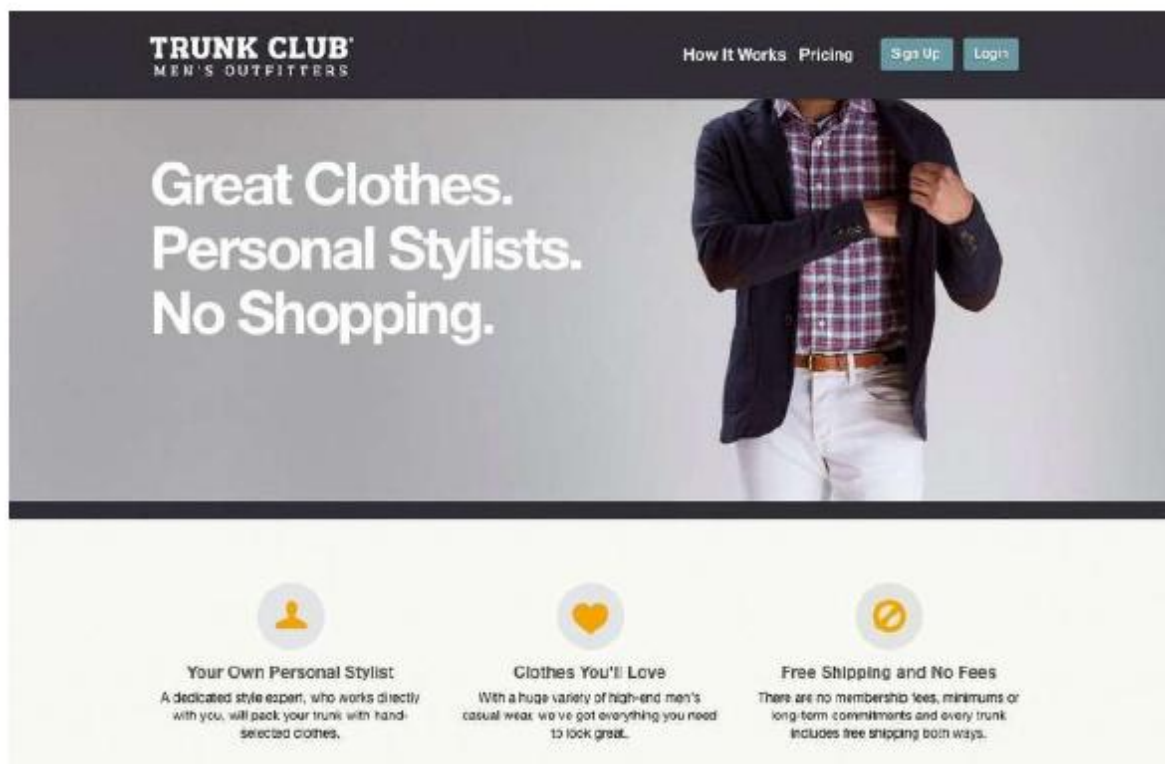 TRUNK CLUB®
MEN'S OUTFITTERS
How It Works Pricing Sign Up Login
Great Clothes.
Personal Stylists.
No Shopping.
Your Own Personal Stylist
A dedicated style expert, who works directly
with you, will pack your trunk with hand-
selected clothes.
Clothes You'll Love
With a huge variety of high-end men's
casual wear, we've got everything you need
to look great.
Free Shipping and No Fees
There are no membership fees, minimums or
long-term commitments and every trunk
includes free shipping both ways.